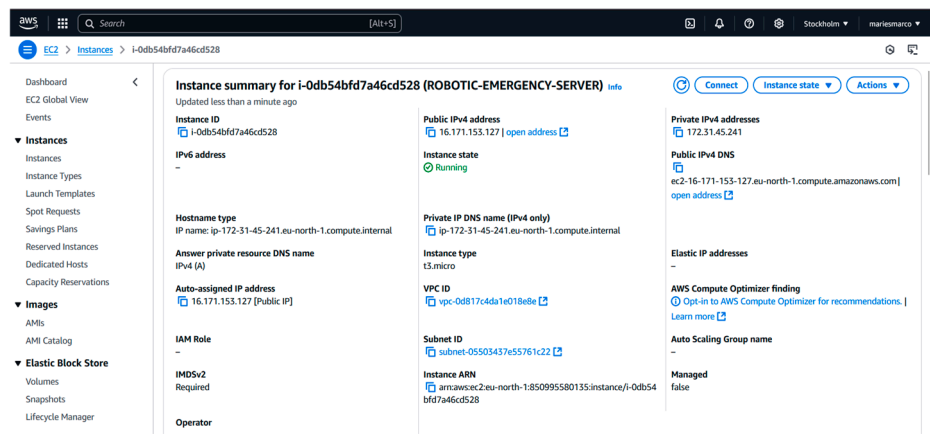 aws
Search [Alt+S]
Stockholm ▼ mariesmarco ▼
EC2 > Instances > i-0db54bfd7a46cd528
Dashboard
EC2 Global View
Events
▼ Instances
Instances
Instance Types
Launch Templates
Spot Requests
Savings Plans
Reserved Instances
Dedicated Hosts
Capacity Reservations
▼ Images
AMIs
AMI Catalog
▼ Elastic Block Store
Volumes
Snapshots
Lifecycle Manager
Instance summary for i-0db54bfd7a46cd528 (ROBOTIC-EMERGENCY-SERVER) Info
Connect Instance state ▼ Actions ▼
Updated less than a minute ago
Instance ID
i-0db54bfd7a46cd528
Public IPv4 address
16.171.153.127 | open address
Private IPv4 addresses
172.31.45.241
IPv6 address
–
Instance state
Running
Public IPv4 DNS
ec2-16-171-153-127.eu-north-1.compute.amazonaws.com |
open address
Hostname type
IP name: ip-172-31-45-241.eu-north-1.compute.internal
Private IP DNS name (IPv4 only)
ip-172-31-45-241.eu-north-1.compute.internal
Answer private resource DNS name
IPv4 (A)
Instance type
t3.micro
Elastic IP addresses
–
Auto-assigned IP address
16.171.153.127 [Public IP]
VPC ID
vpc-0d817c4da1e018e8e
AWS Compute Optimizer finding
Opt-in to AWS Compute Optimizer for recommendations. |
Learn more
IAM Role
–
Subnet ID
subnet-05503437e55761c22
Auto Scaling Group name
–
IMDSv2
Required
Instance ARN
arn:aws:ec2:eu-north-1:850995580135:instance/i-0db54
bfd7a46cd528
Managed
false
Operator